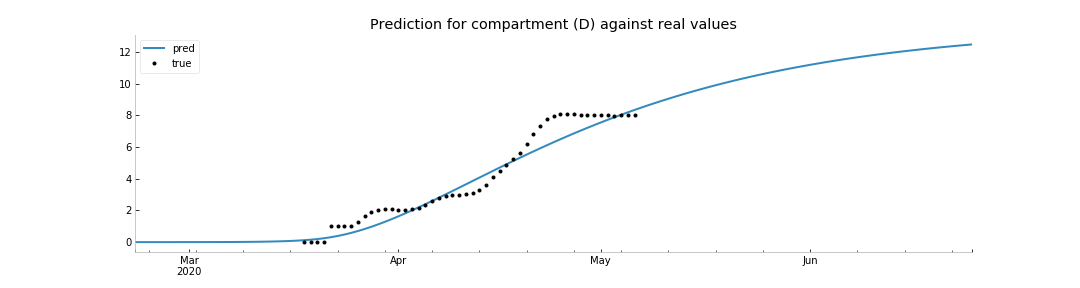 Prediction for compartment (D) against real values
pred
true
12
10
8
6
4
2
0
Mar
2020
Apr
May
Jun